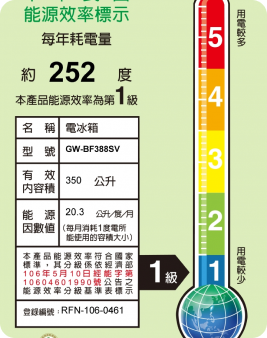 能源效率標示
每年耗電量
約 252 度
本產品能源效率為第1級
名 稱 電冰箱
型 號 GW-BF388SV
有 效 內容積 350 公升
能 源 因數值 20.3 公升/度/月
(每月消耗1度電所
能使用的容積大小)
本產品能源效率符合國家
標準，其分級係依經濟部
106年5月10日經能字第
10604601990號公告之
能源效率分級基準表標示
登錄編號：RFN-106-0461
用電較多
5
4
3
2
1
1級
用電較少